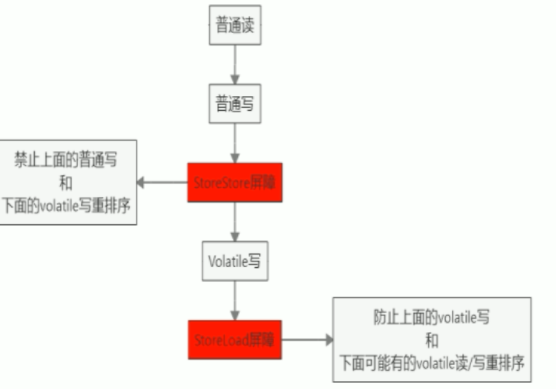 普通读
普通写
禁止上面的普通写
和
下面的volatile写重排序
StoreStore屏障
Volatile写
StoreLoad屏障
防止上面的volatile写
和
下面可能有的volatile读/写重排序